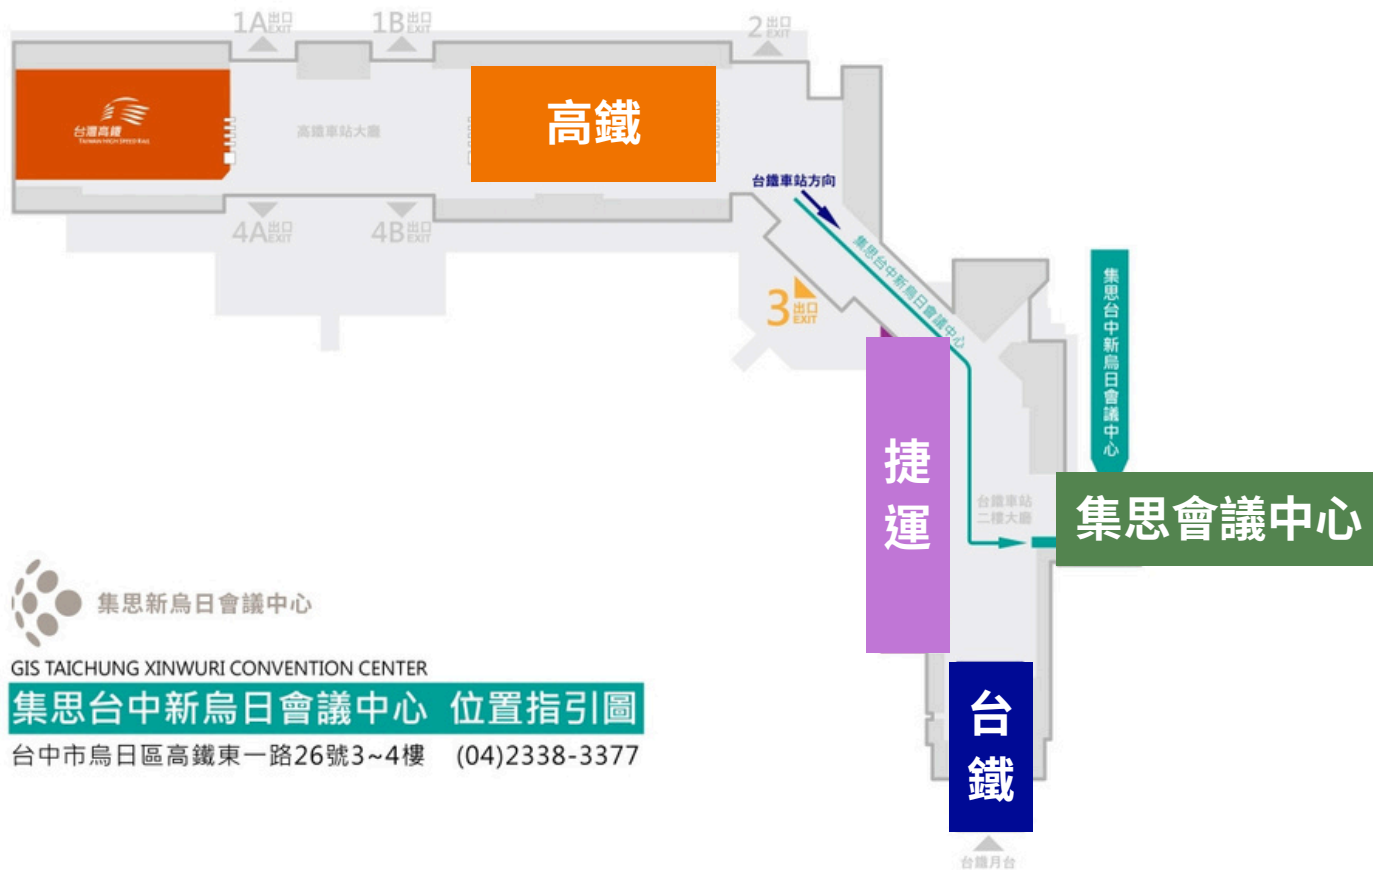 1A出口
EXIT
1B出口
EXIT
2出口
EXIT
台灣高鐵
TAIWAN HIGH SPEED RAIL
高鐵車站大廳
高鐵
台鐵車站方向
4A出口
EXIT
4B出口
EXIT
3出口
EXIT
集思台中新烏日會議中心
集思台中新烏日會議中心
捷運
台鐵車站
二樓大廳
集思會議中心
集思新烏日會議中心
GIS TAICHUNG XINWURI CONVENTION CENTER
集思台中新烏日會議中心 位置指引圖
台中市烏日區高鐵東一路26號3~4樓 (04)2338-3377
台鐵
台鐵月台